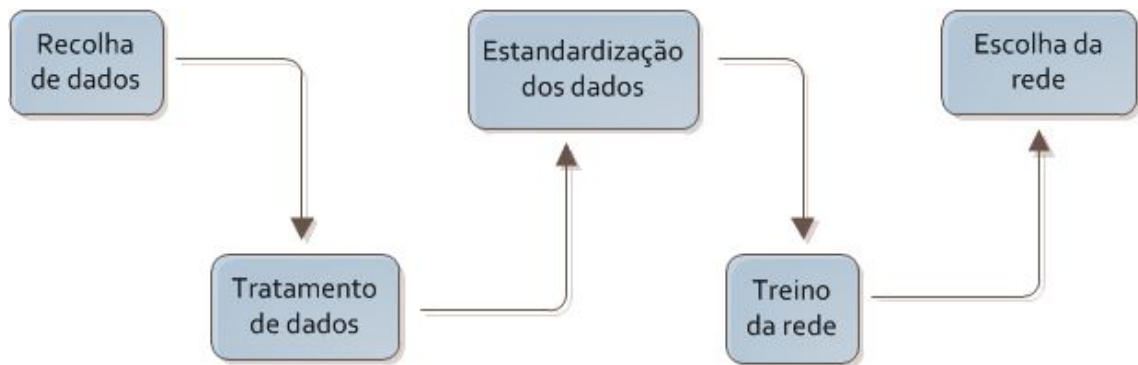 Recolha
de dados
Tratamento
de dados
Estandardização
dos dados
Treino
da rede
Escolha da
rede